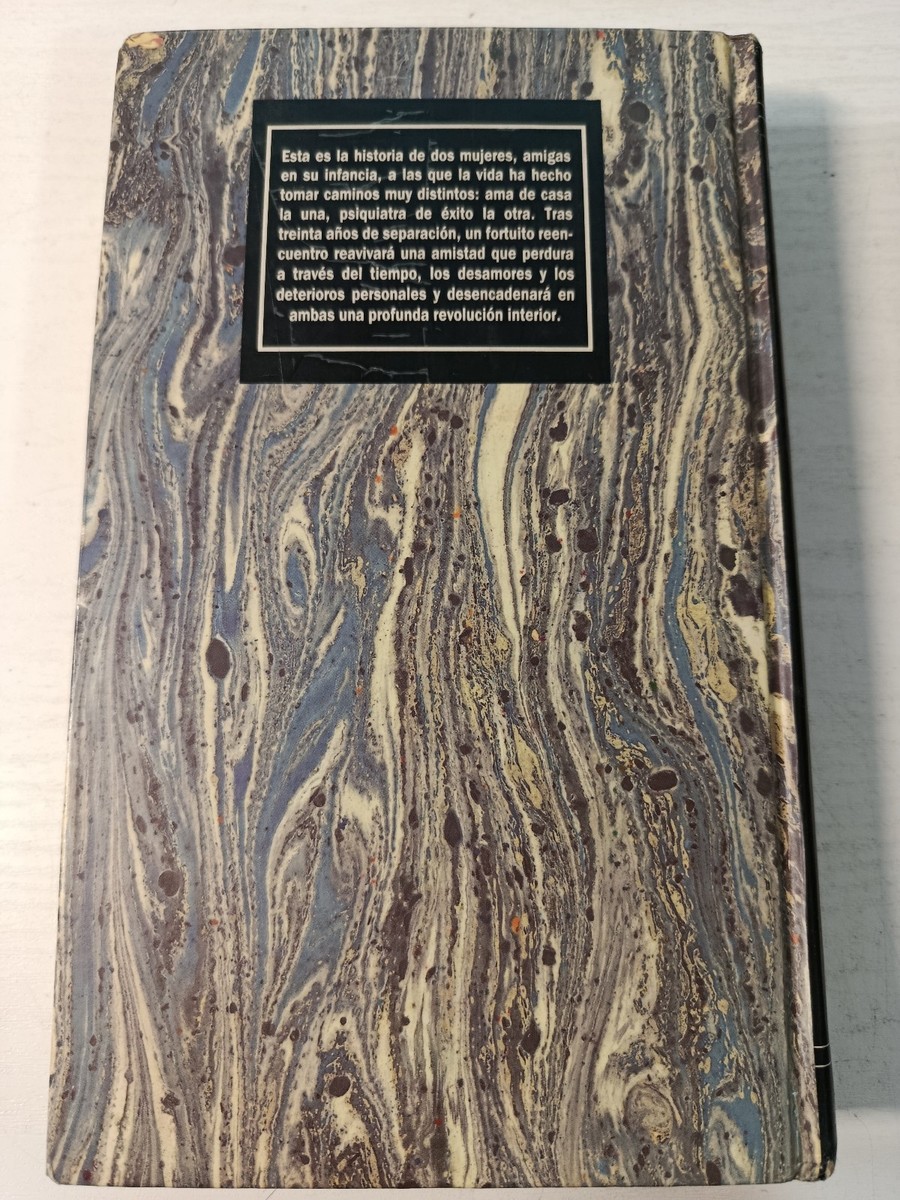 Esta es la historia de dos mujeres, amigas
en su infancia, a las que la vida ha hecho
tomar caminos muy distintos: ama de casa
la una, psiquiatra de éxito la otra. Tras
treinta años de separación, un fortuito reen-
cuentro reavivará una amistad que perdura
a través del tiempo, los desamores y los
deterioros personales y desencadenará en
ambas una profunda revolución interior.